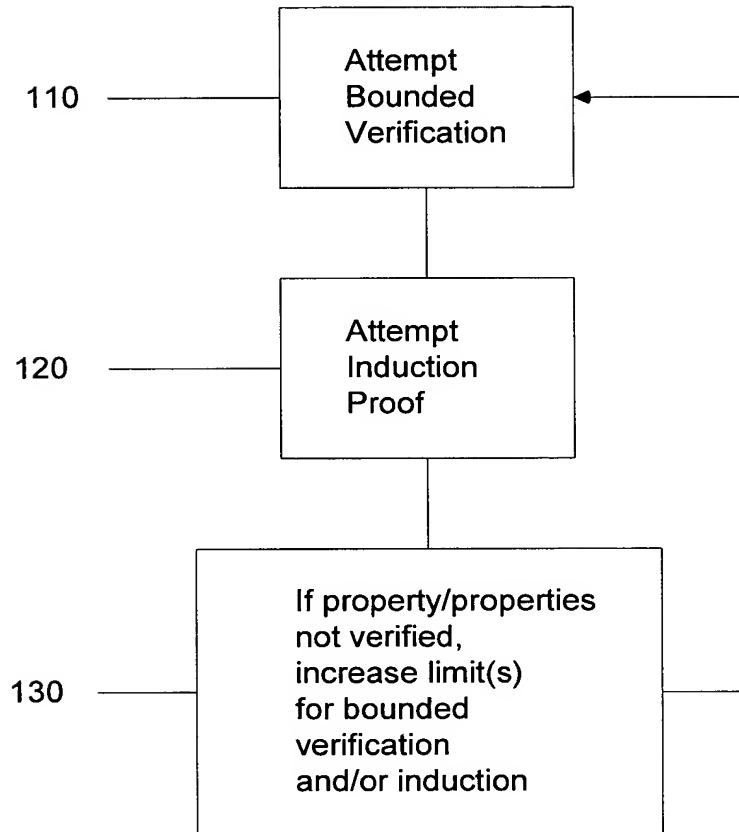 Attempt
Bounded
Verification
110
Attempt
Induction
Proof
120
If property/properties
not verified,
increase limit(s)
for bounded
verification
and/or induction
130